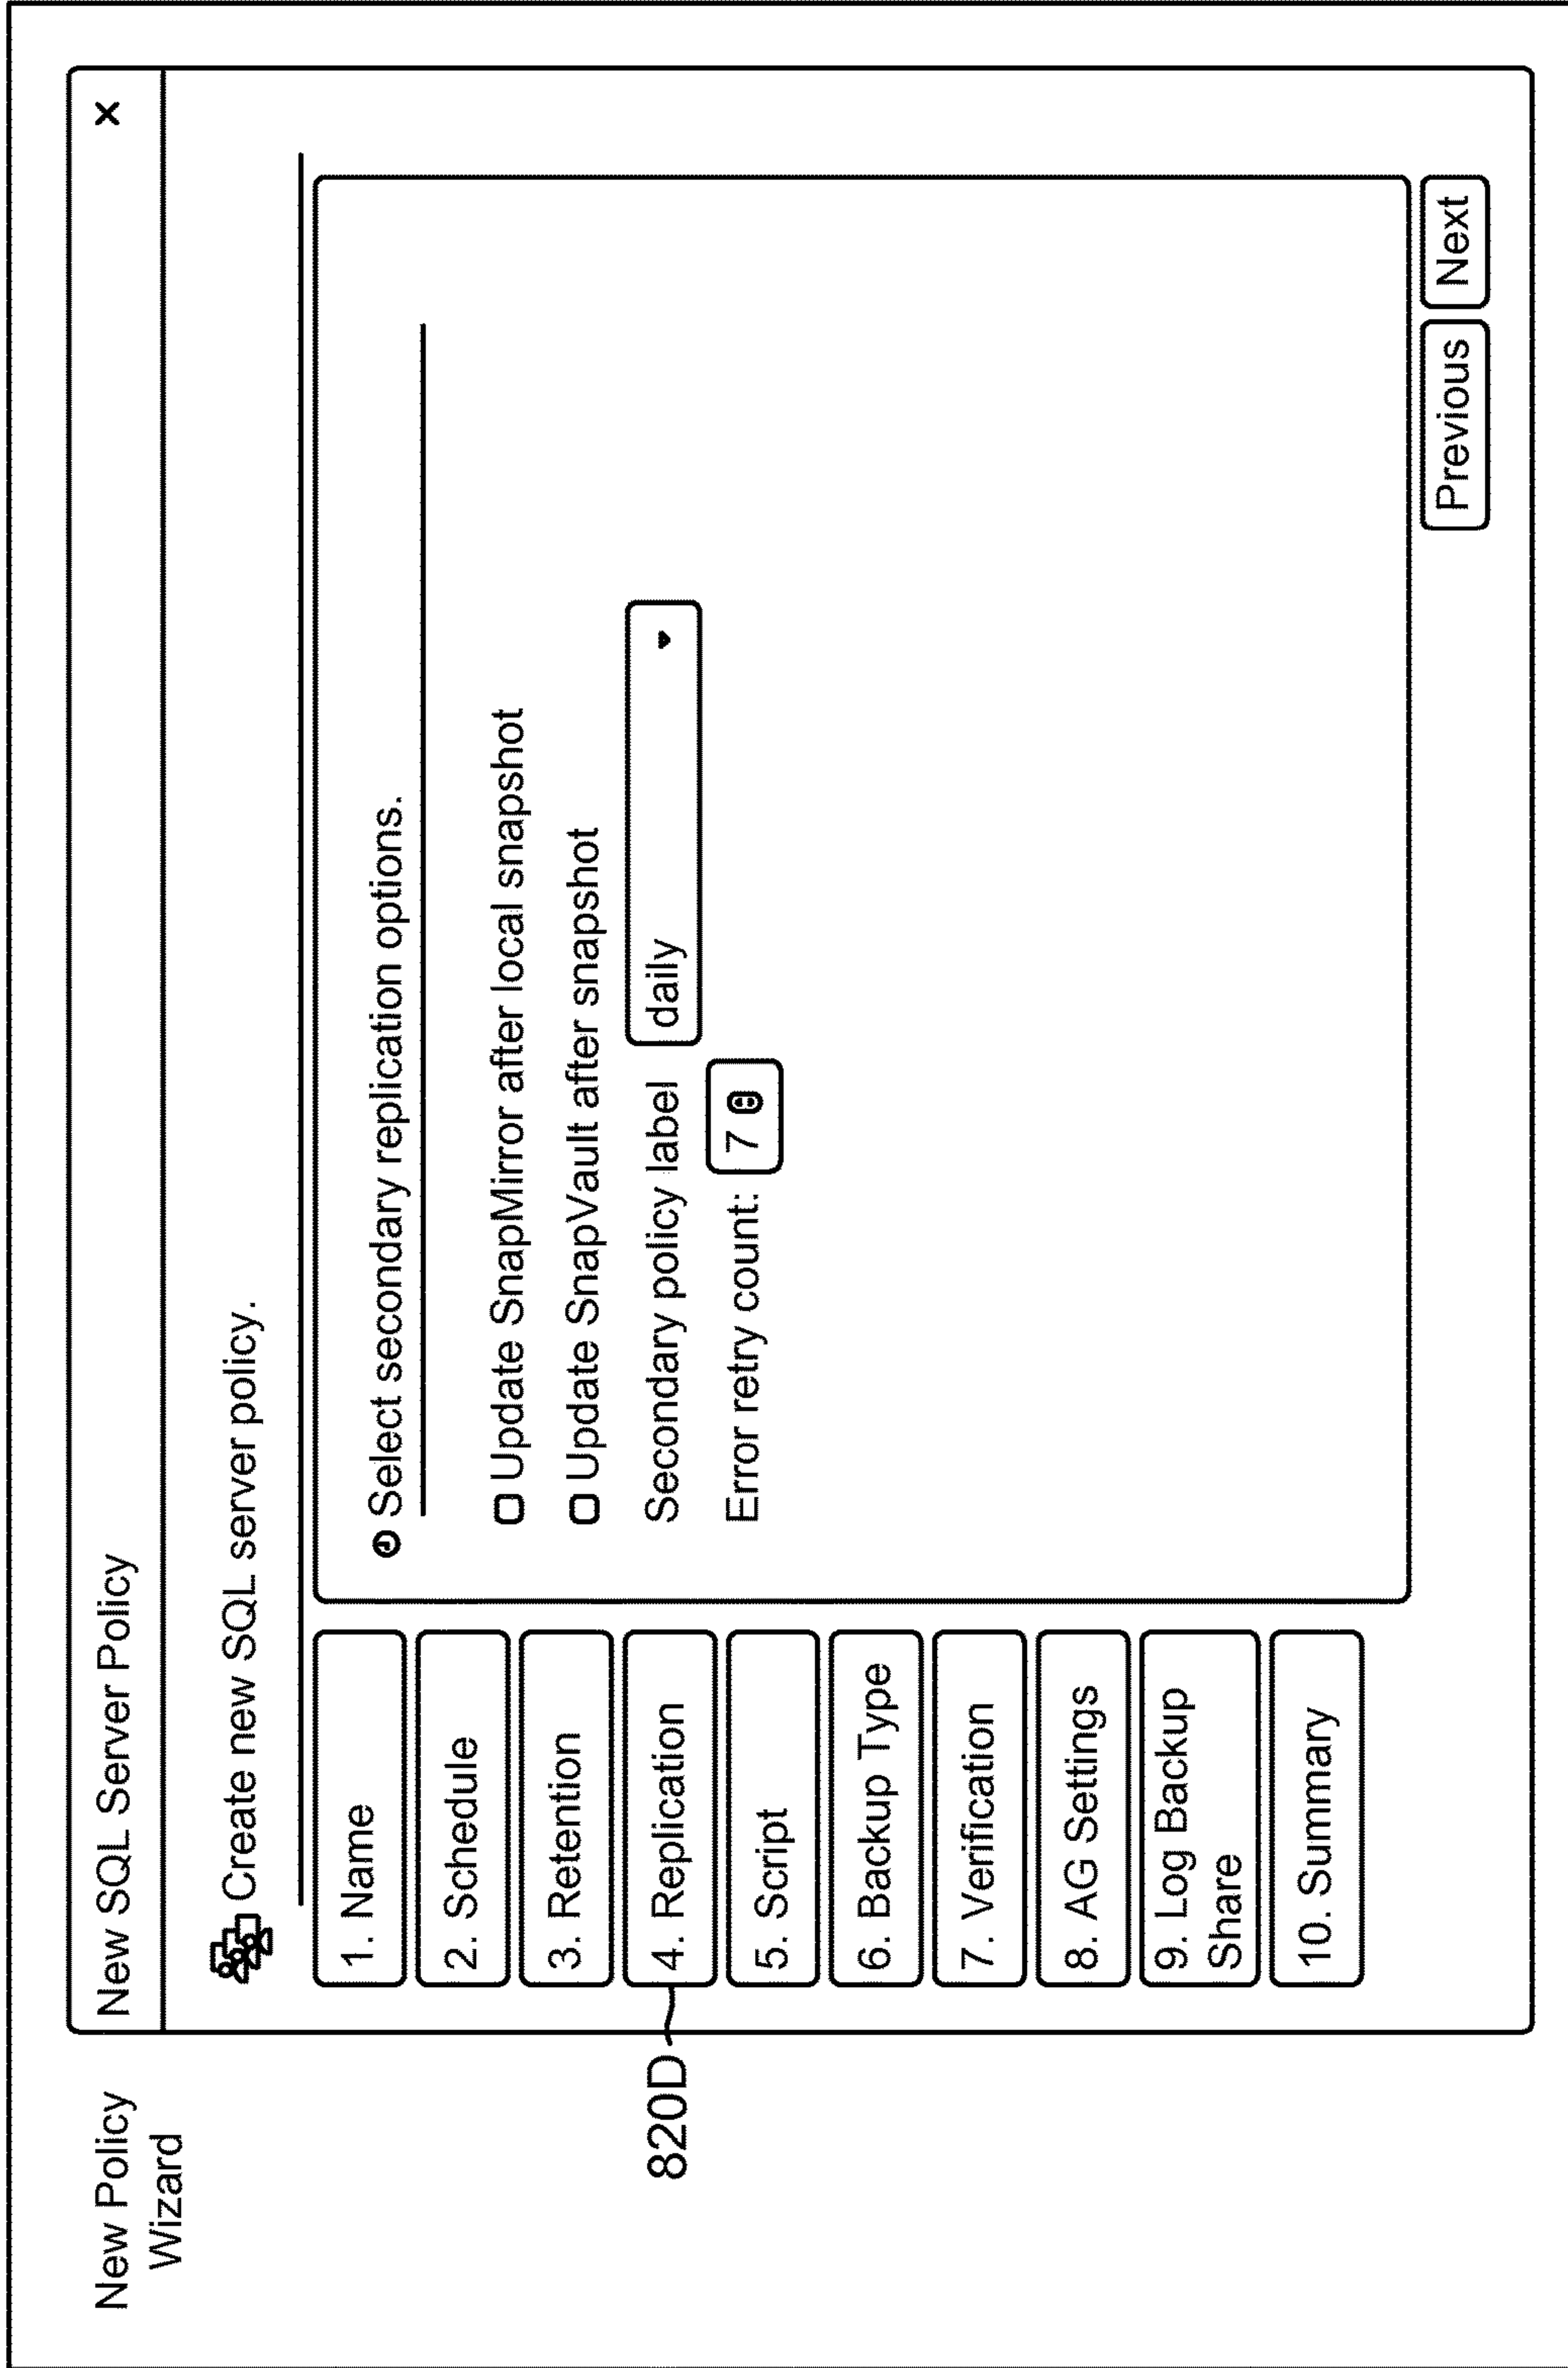 New Policy
Wizard
New SQL Server Policy
X
Create new SQL server policy.
1. Name
2. Schedule
3. Retention
4. Replication
5. Script
6. Backup Type
7. Verification
8. AG Settings
9. Log Backup
Share
10. Summary
820D
Select secondary replication options.
Update SnapMirror after local snapshot
Update SnapVault after snapshot
Secondary policy label daily
Error retry count: 7
Previous Next